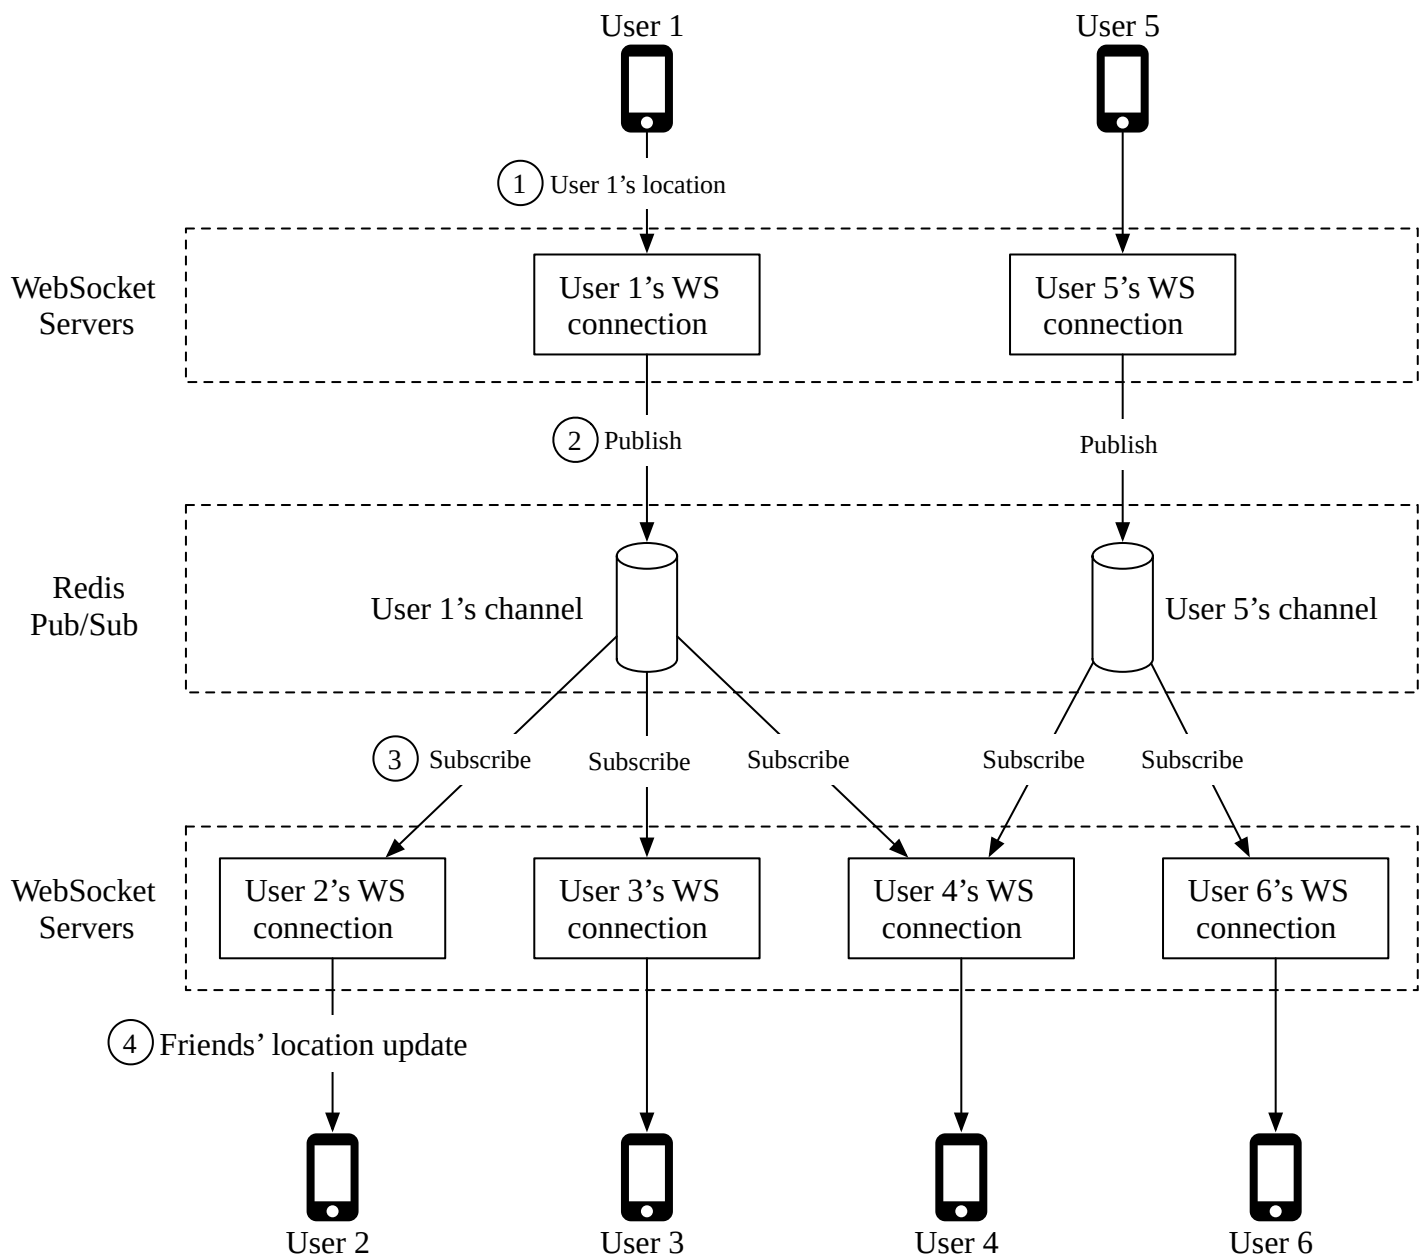 User 1
User 5
1
User 1’s location
WebSocket
Servers
User 1’s WS
connection
User 5’s WS
connection
2
Publish
Publish
Redis
Pub/Sub
User 1’s channel
User 5’s channel
3
Subscribe
Subscribe
Subscribe
Subscribe
Subscribe
WebSocket
Servers
User 2’s WS
connection
User 3’s WS
connection
User 4’s WS
connection
User 6’s WS
connection
4
Friends’ location update
User 2
User 3
User 4
User 6